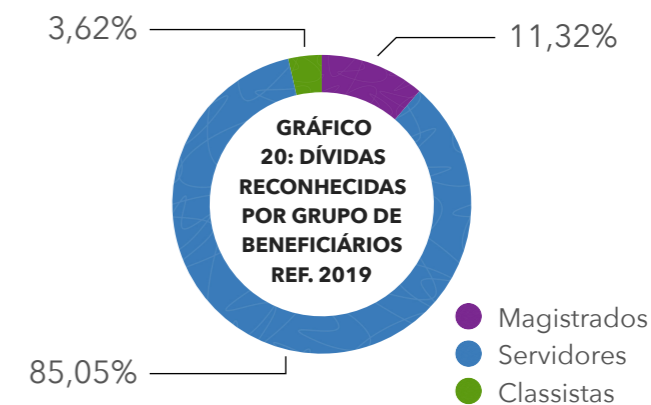 3,62%
11,32%
GRÁFICO
20: DÍVIDAS
RECONHECIDAS
POR GRUPO DE
BENEFICIÁRIOS
REF. 2019
85,05%
Magistrados
Servidores
Classistas